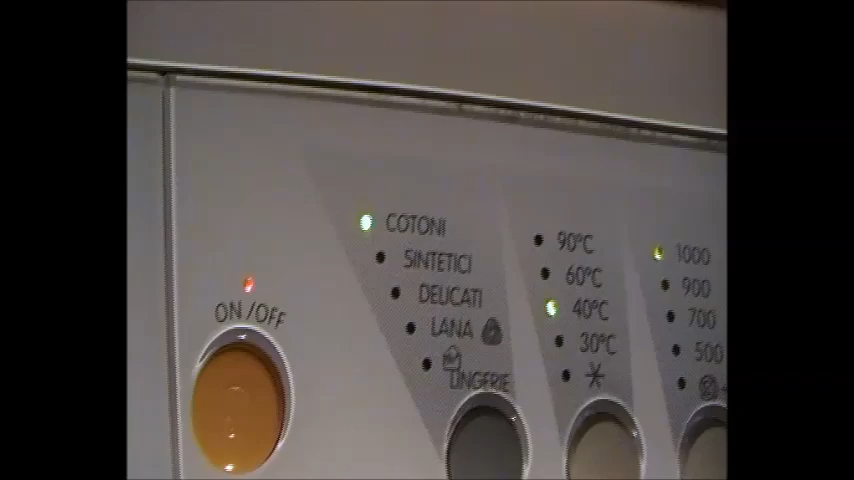 ON/OFF
COTONI
SINTETICI
DELICATI
LANA
LINGERIE
90°C
60°C
40°C
30°C
1000
900
700
500